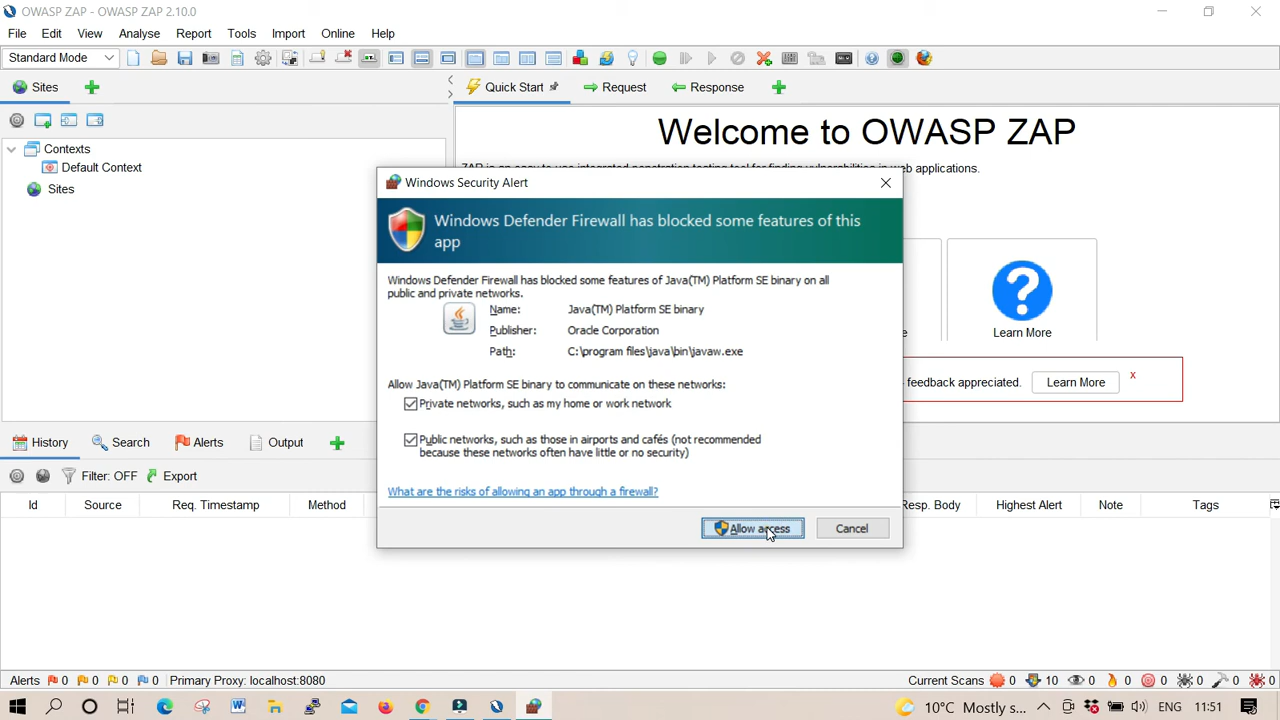 OWASP ZAP - OWASP ZAP 2.10.0
File Edit View Analyse Report Tools Import Online Help
Standard Mode
Sites
Quick Start Request Response
Contexts
Default Context
Sites
Welcome to OWASP ZAP
applications.
Learn More
feedback appreciated. Learn More x
Windows Security Alert
Windows Defender Firewall has blocked some features of this
app
Windows Defender Firewall has blocked some features of Java(TM) Platform SE binary on all
public and private networks.
Name: Java(TM) Platform SE binary
Publisher: Oracle Corporation
Path: C:\program files\java\bin\javaw.exe
Allow Java(TM) Platform SE binary to communicate on these networks:
Private networks, such as my home or work network
Public networks, such as those in airports and cafés (not recommended
because these networks often have little or no security)
What are the risks of allowing an app through a firewall?
Allow access Cancel
History Search Alerts Output
Filter: OFF Export
Id Source Req. Timestamp Method Resp. Body Highest Alert Note Tags
Alerts 0 0 0 0 Primary Proxy: localhost:8080 Current Scans 0 10 0 0 0 0 0 0
10°C Mostly s... ENG 11:51